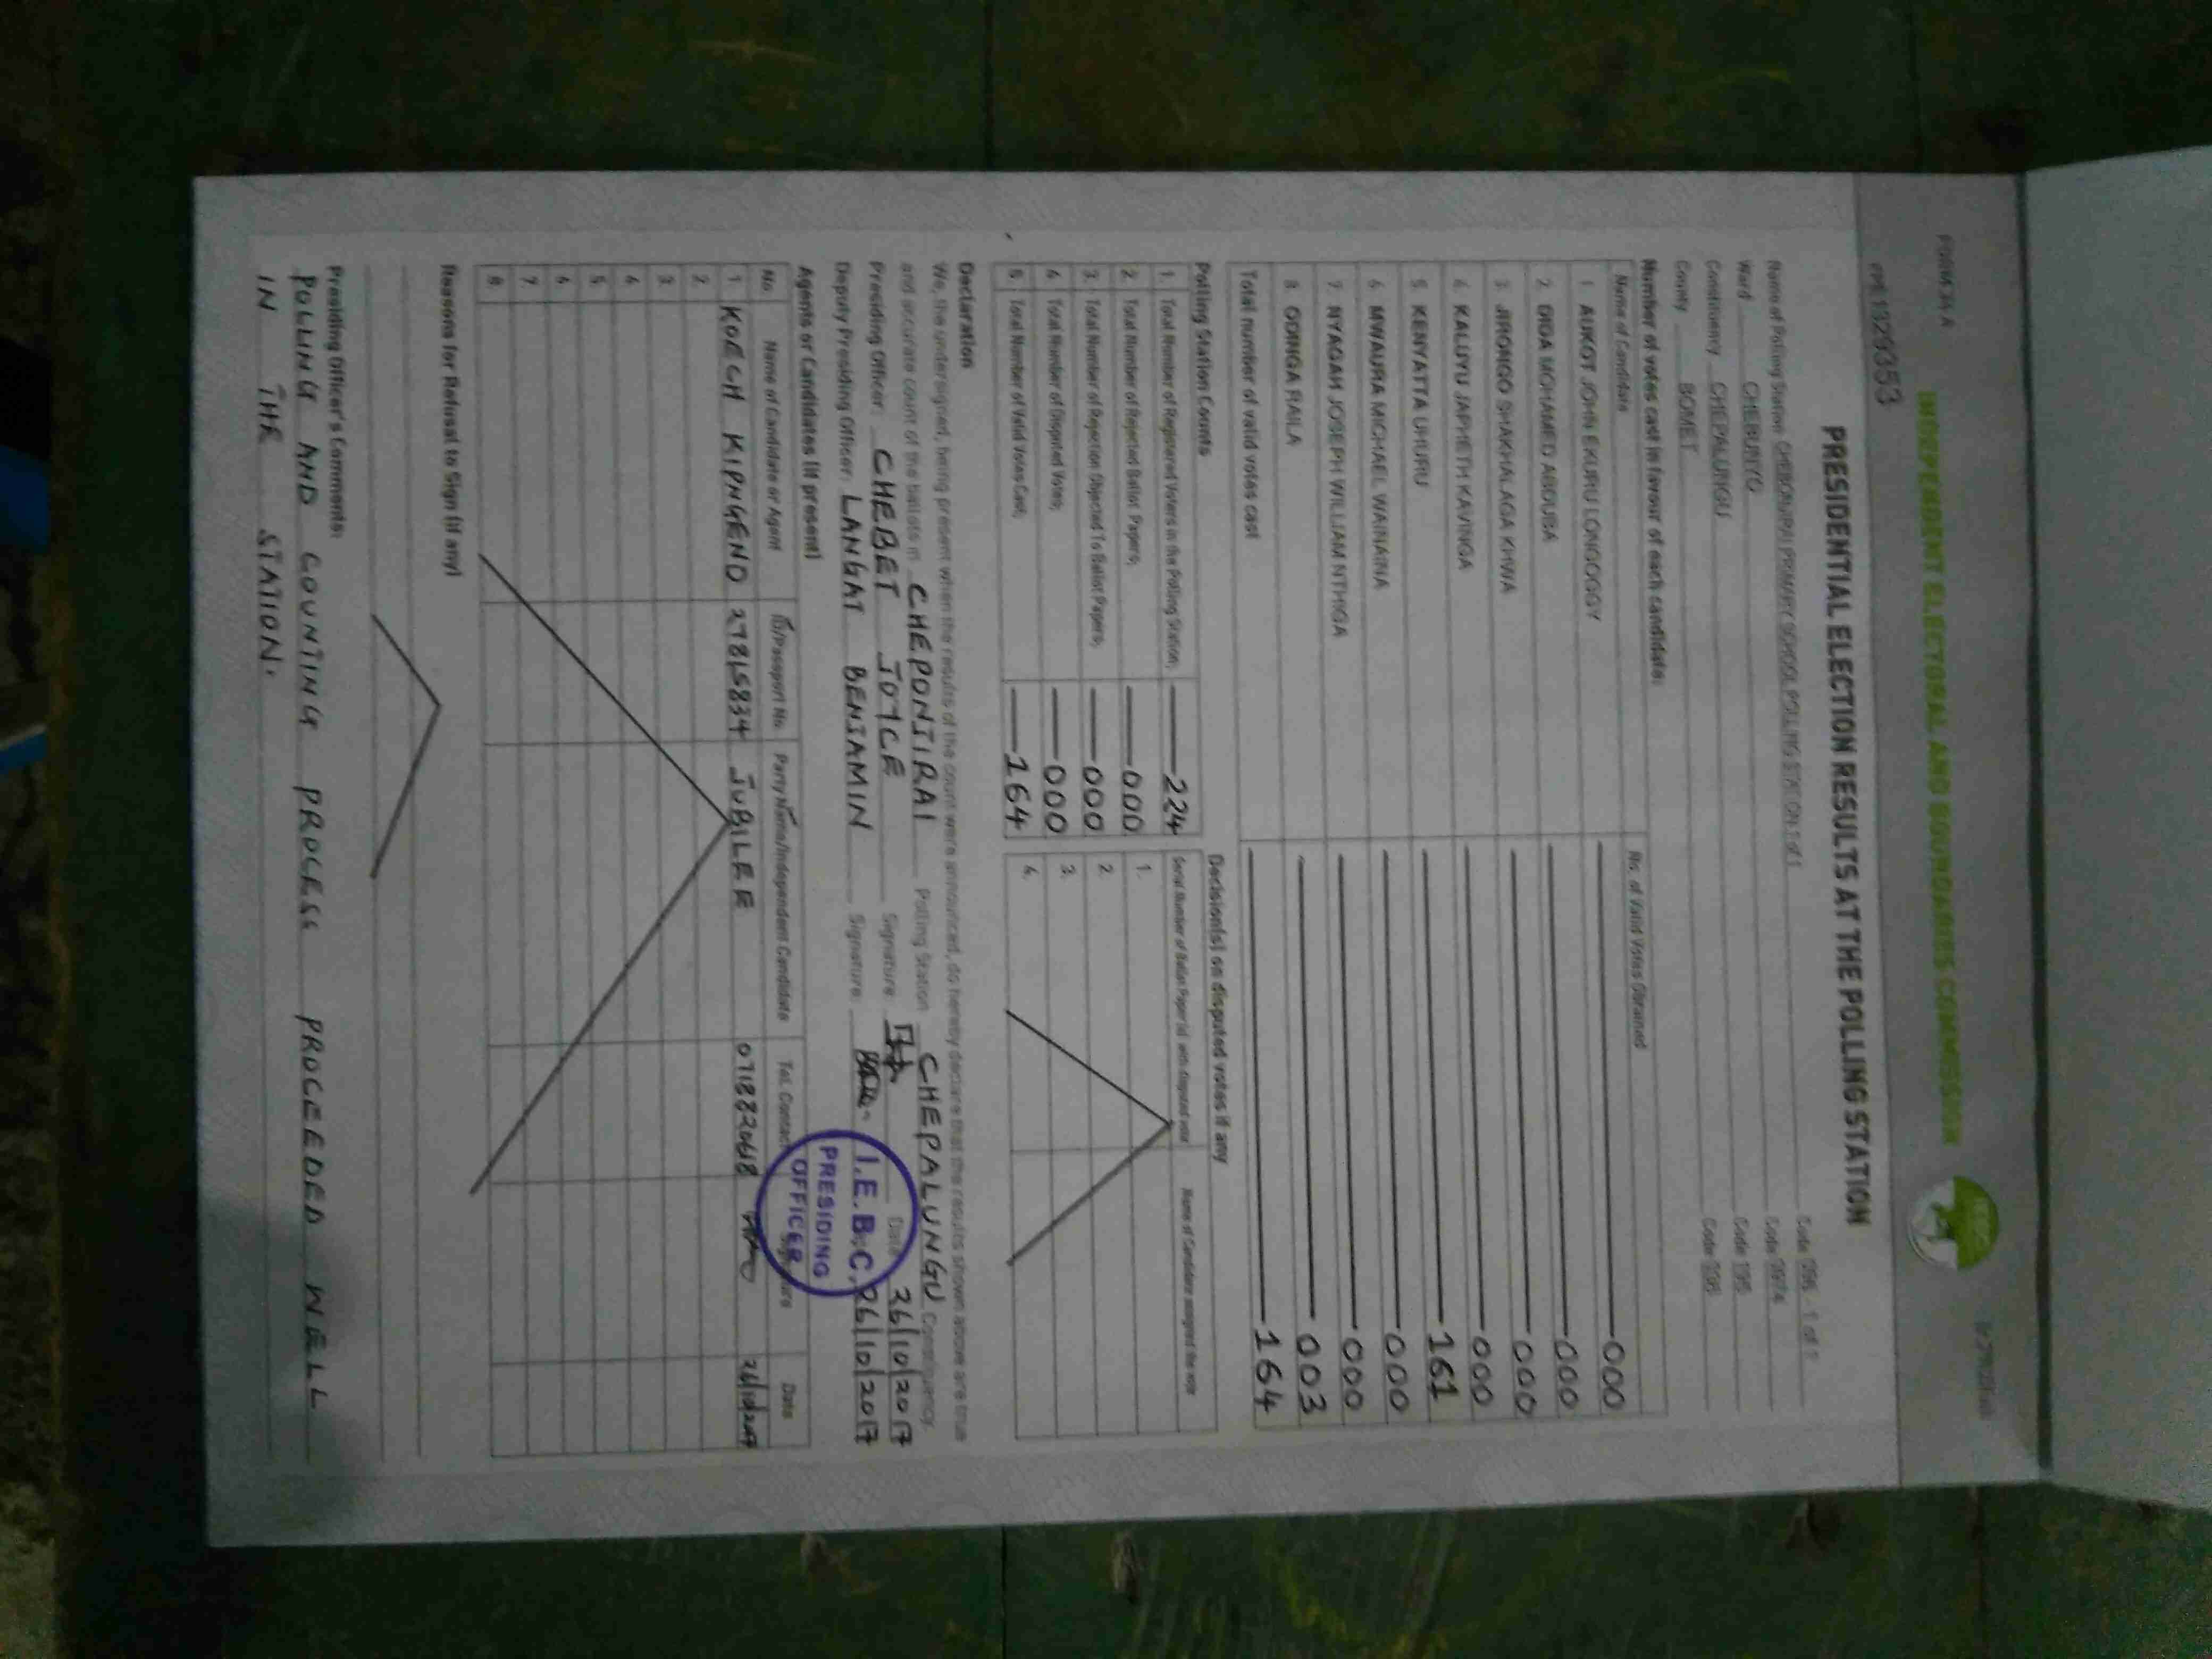 FORM 34 A
INDEPENDENT ELECTORAL AND BOUNDARIES COMMISSION
PRESIDENTIAL ELECTION RESULTS AT THE POLLING STATION
Name of Polling Station PRIMARY SCHOOL POLLING STATION 1 of 1 Code 1 of 1
Ward CHEBUNYO Code
Constituency CHEPALUNGU Code
County BOMET Code
Number of votes cast in favour of each candidate:
Name of Candidate No. of Valid Votes Obtained
1. AUKOT JOHN EKURU LONGOGGY 000
2. DIDA MOHAMED ABDUBA 000
3. JIRONGO SHAKHALAGA KHWA 000
4. KALUYU JAPHETH KAVINGA 000
5. KENYATTA UHURU 161
6. MWAURA MICHAEL WAINAINA 000
7. NYAGAH JOSEPH WILLIAM NTHIGA 000
8. ODINGA RAILA 003
Total number of valid votes cast 164
Polling Station Counts
1. Total Number of Registered Voters in the Polling Station; 224
2. Total Number of Rejected Ballot Papers; 000
3. Total Number of Rejection Objected To Ballot Papers; 000
4. Total Number of Disputed Votes; 000
5. Total Number of Valid Votes Cast; 164
Decision(s) on disputed votes if any
Serial Number of Ballot Paper(s) with disputed vote Name of Candidate assigned the vote
1.
2.
3.
4.
Declaration
We, the undersigned, being present when the results of the count were announced, do hereby declare that the results shown above are true
and accurate count of the ballots in CHEPONJIRAI Polling Station CHEPALUNGU Constituency.
Presiding Officer: CHEBET JOYCE Signature Date 26/10/2017
Deputy Presiding Officer: LANGAT BENJAMIN Signature 26/10/2017
I.E.B.C.
PRESIDING
OFFICER
Agents or Candidates (if present)
No. Name of Candidate or Agent ID/Passport No. Party Name/Independent Candidate Tel. Contact Signature Date
1 KOECH KIPNGENO JUBILEE 26/10/2017
2.
3
4
5
6
7
8.
Reasons for Refusal to Sign (if any)
Presiding Officer's Comments:
POLLING AND COUNTING PROCESS PROCEEDED WELL
IN THE STATION.